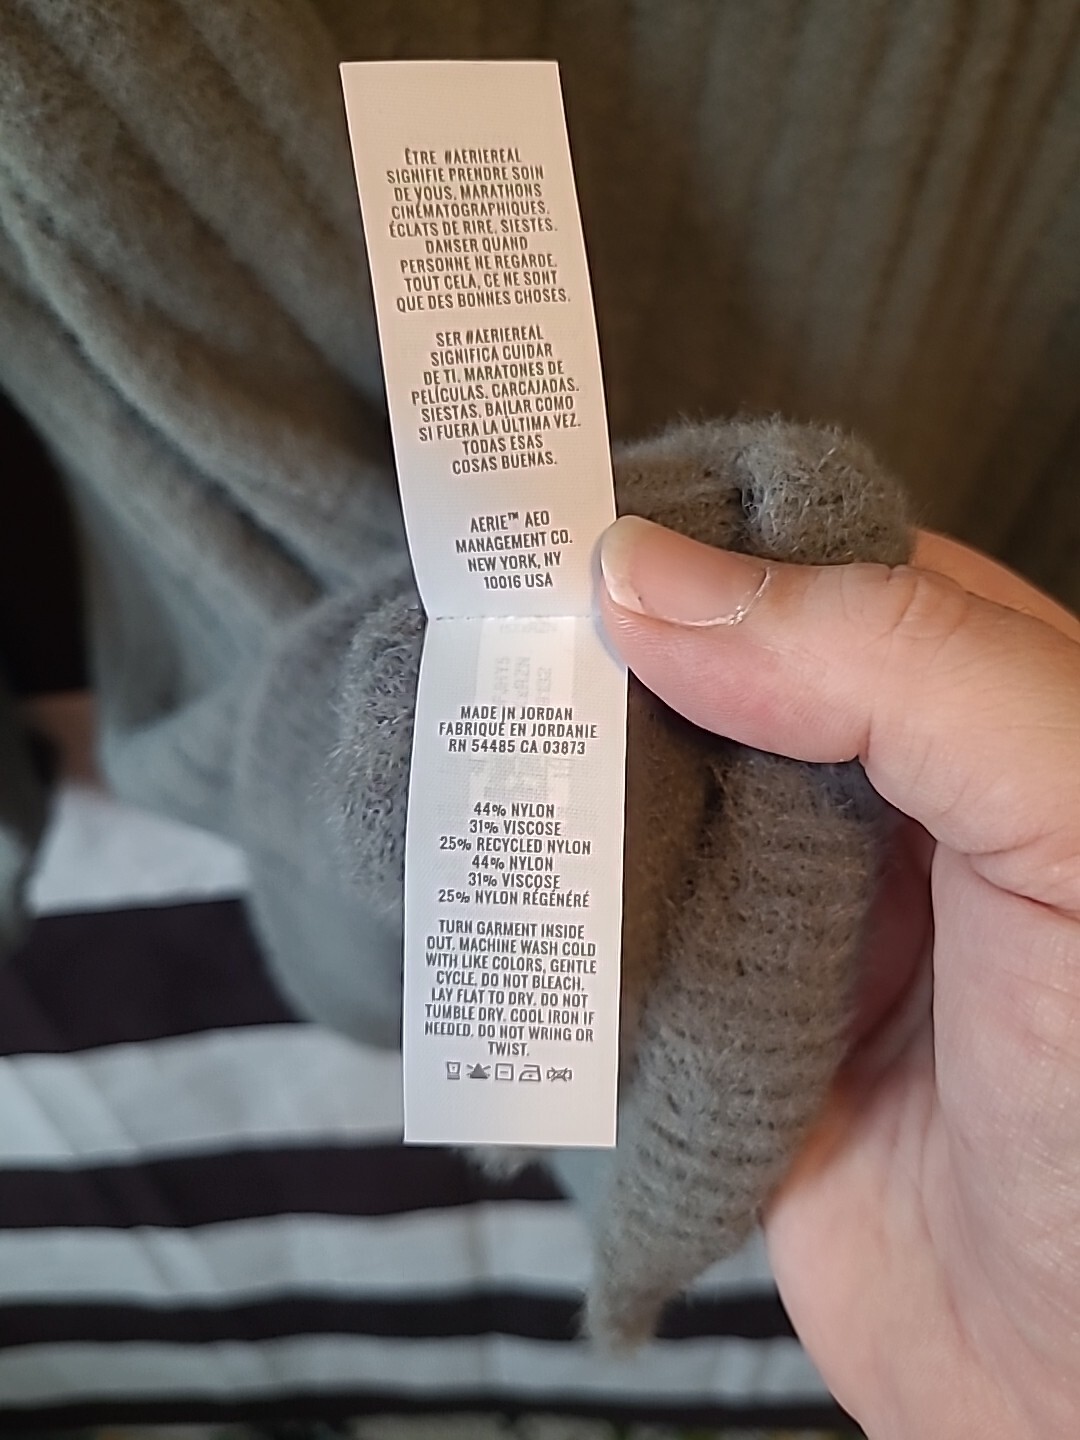 ÊTRE #AERIEREAL
SIGNIFIE PRENDRE SOIN
DE VOUS. MARATHONS
CINÉMATOGRAPHIQUES.
ÉCLATS DE RIRE. SIESTES.
DANSER QUAND
PERSONNE NE REGARDE.
TOUT CELA, CE NE SONT
QUE DES BONNES CHOSES.
SER #AERIEREAL
SIGNIFICA CUIDAR
DE TI. MARATONES DE
PELÍCULAS. CARCAJADAS.
SIESTAS. BAILAR COMO
SI FUERA LA ÚLTIMA VEZ.
TODAS ESAS
COSAS BUENAS.
AERIE™ AEO
MANAGEMENT CO.
NEW YORK, NY
10016 USA
MADE IN JORDAN
FABRIQUÉ EN JORDANIE
RN 54485 CA 03873
44% NYLON
31% VISCOSE
25% RECYCLED NYLON
44% NYLON
31% VISCOSE
25% NYLON RÉGÉNÉRÉ
TURN GARMENT INSIDE
OUT. MACHINE WASH COLD
WITH LIKE COLORS, GENTLE
CYCLE. DO NOT BLEACH.
LAY FLAT TO DRY. DO NOT
TUMBLE DRY. COOL IRON IF
NEEDED. DO NOT WRING OR
TWIST.